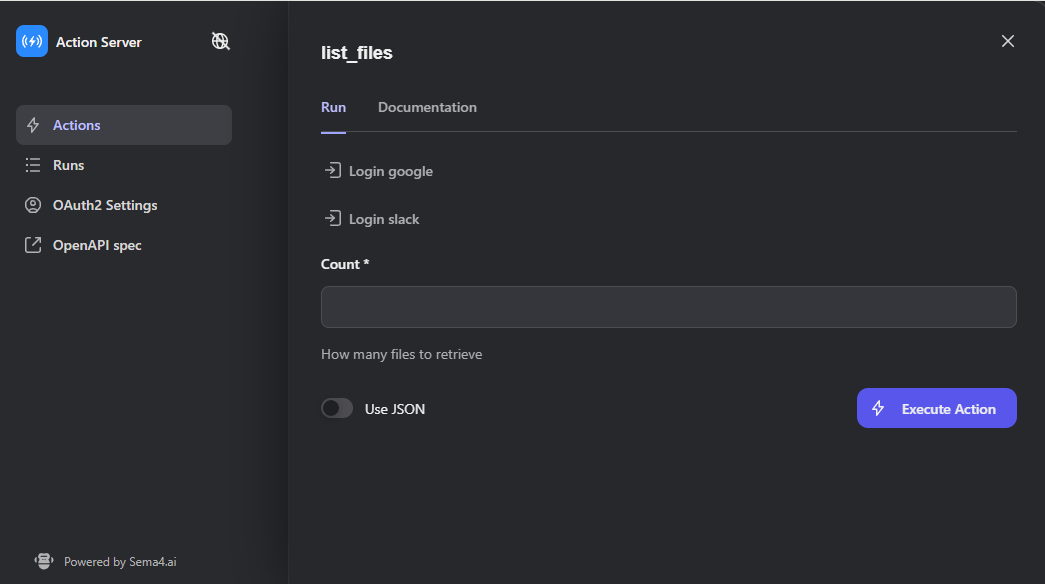 Action Server
Actions
Runs
OAuth2 Settings
OpenAPI spec
Powered by Sema4.ai
list_files
Run
Documentation
Login google
Login slack
Count *
How many files to retrieve
Use JSON
Execute Action